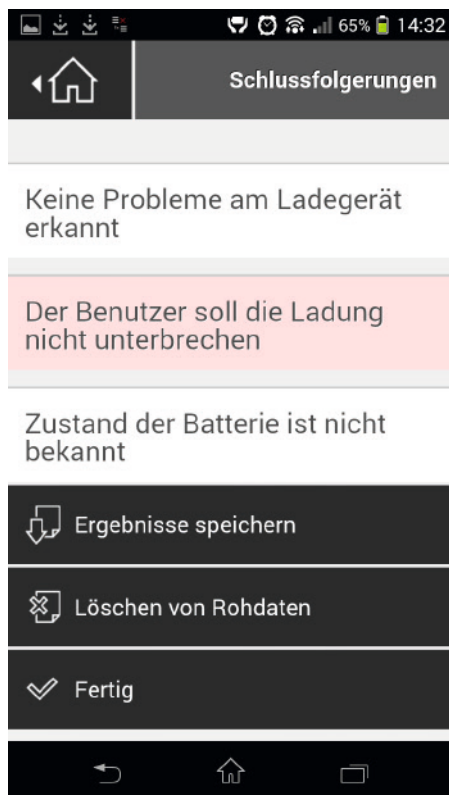 65% 14:32
Schlussfolgerungen
Keine Probleme am Ladegerät
erkannt
Der Benutzer soll die Ladung
nicht unterbrechen
Zustand der Batterie ist nicht
bekannt
Ergebnisse speichern
Löschen von Rohdaten
Fertig